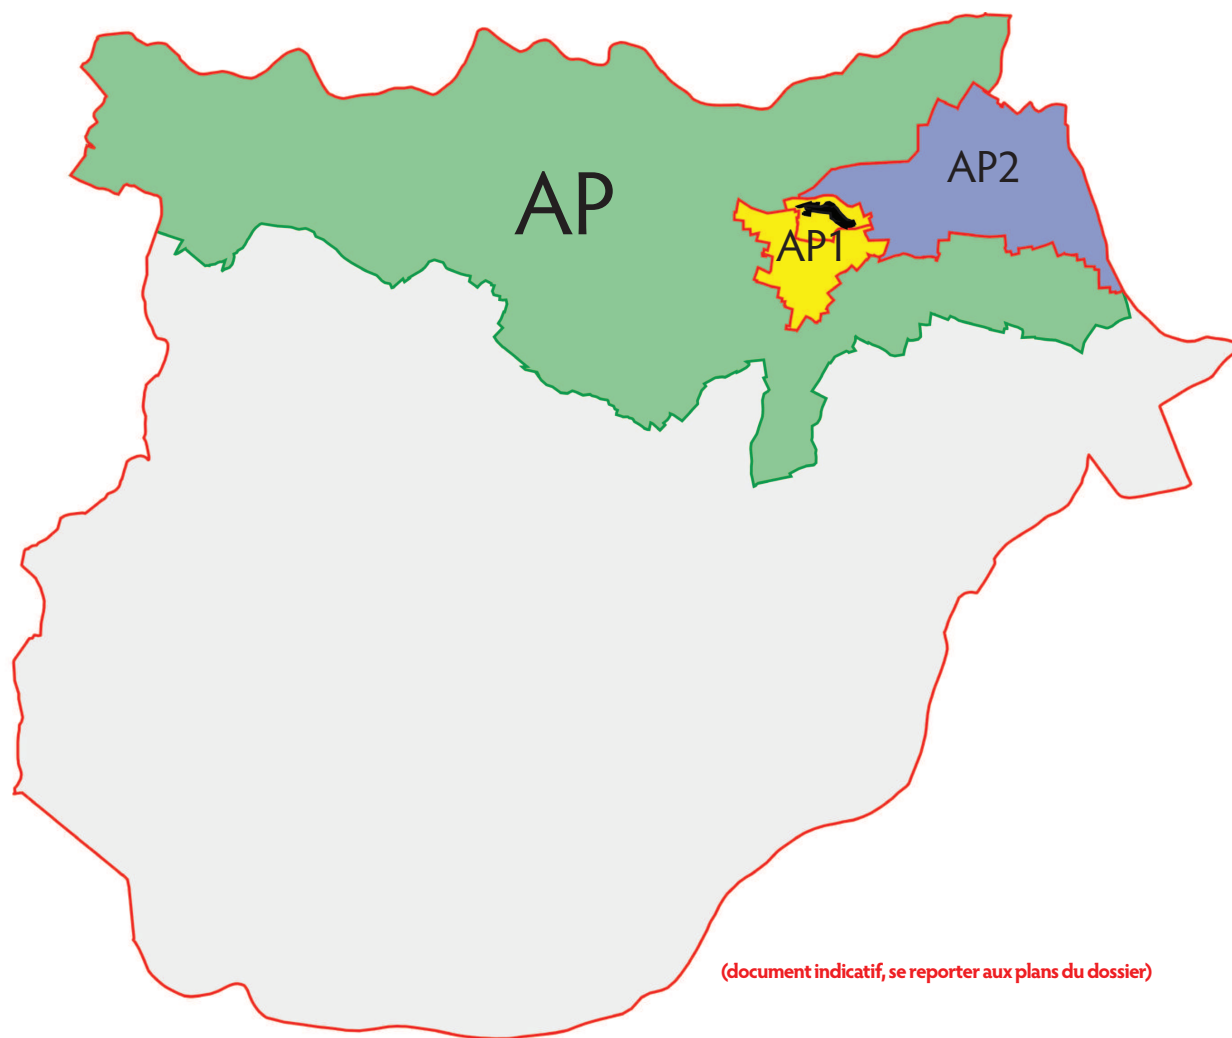 AP
AP2
AP1
(document indicatif, se reporter aux plans du dossier)